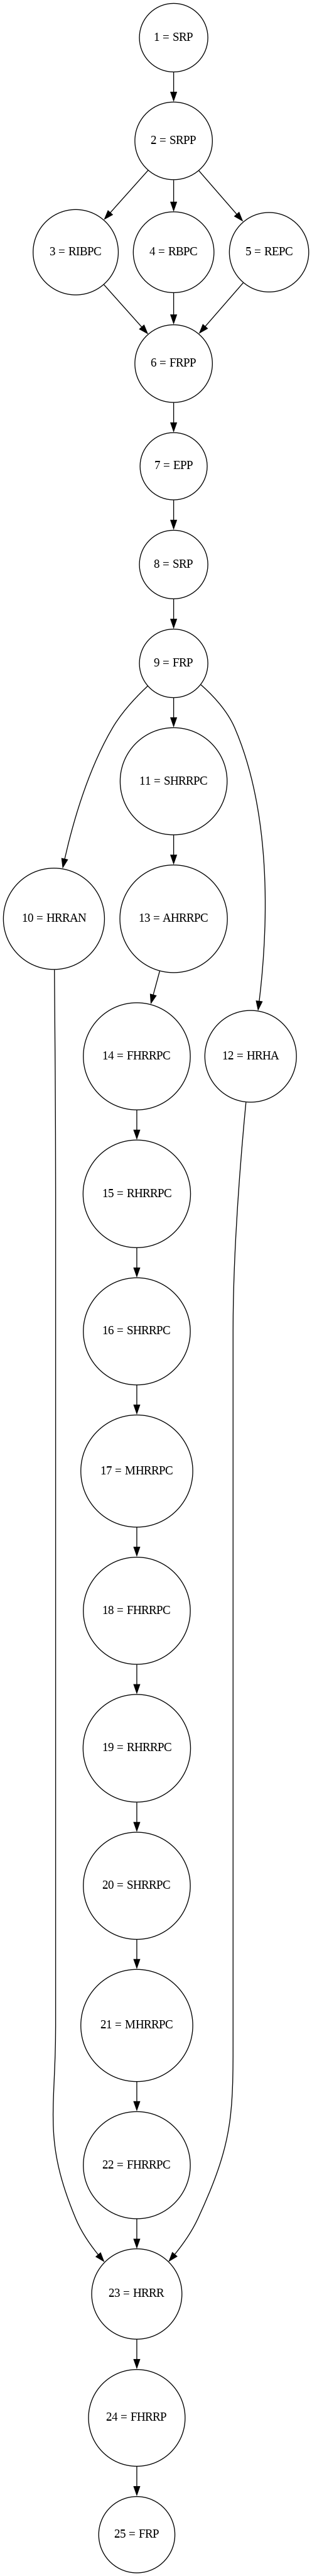 1 = SRP
2 = SRPP
3 = RIBPC
4 = RBPC
5 = REPC
6 = FRPP
7 = EPP
8 = SRP
9 = FRP
11 = SHRRPC
10 = HRRAN
13 = AHRRPC
14 = FHRRPC
12 = HRHA
15 = RHRRPC
16 = SHRRPC
17 = MHRRPC
18 = FHRRPC
19 = RHRRPC
20 = SHRRPC
21 = MHRRPC
22 = FHRRPC
23 = HRRR
24 = FHRRP
25 = FRP